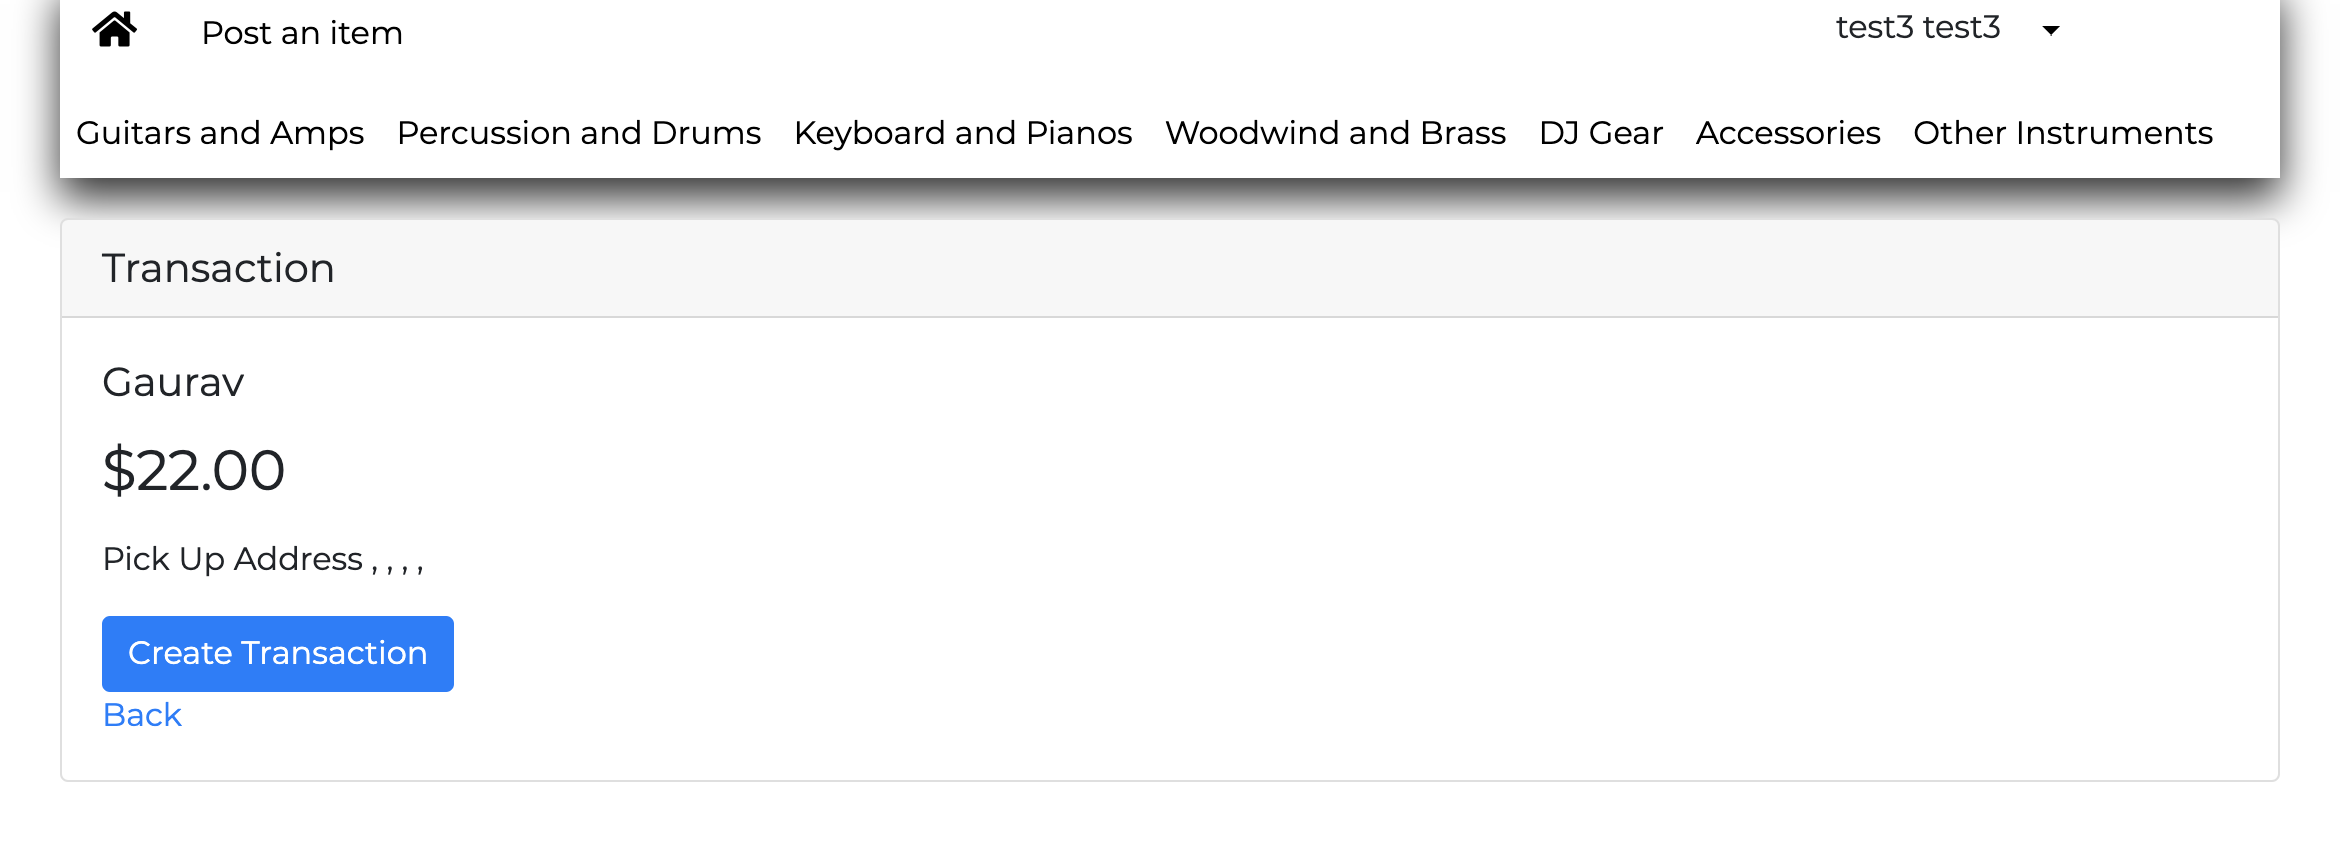 Post an item test3 test3
Guitars and Amps Percussion and Drums Keyboard and Pianos Woodwind and Brass DJ Gear Accessories Other Instruments
Transaction
Gaurav
$22.00
Pick Up Address , , , ,
Create Transaction
Back